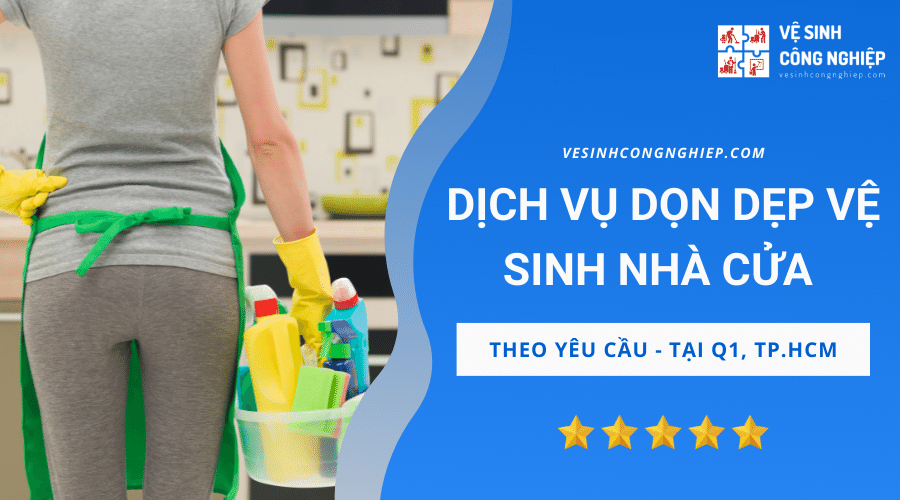 VỆ SINH
CÔNG NGHIỆP
vesinhcongnghiep.com
VESINHCONGNGHIEP.COM
DỊCH VỤ DỌN DẸP VỆ
SINH NHÀ CỬA
THEO YÊU CẦU - TẠI Q1, TP.HCM